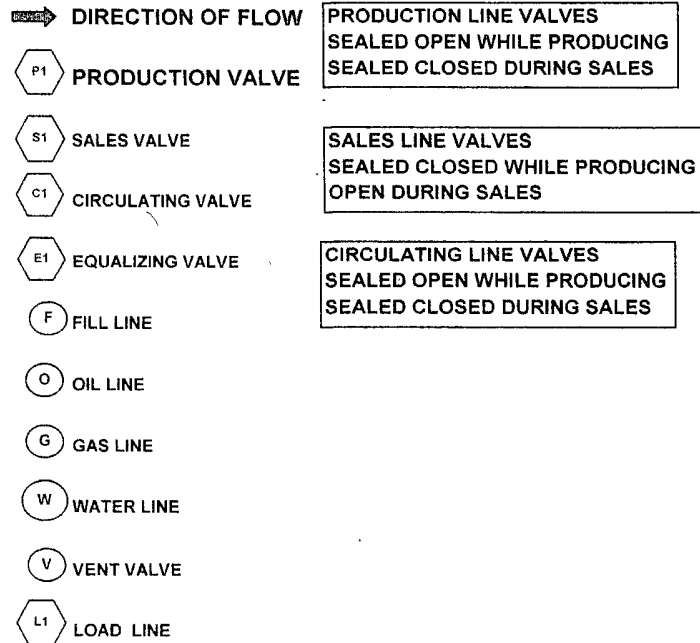 DIRECTION OF FLOW
P1 PRODUCTION VALVE
S1 SALES VALVE
C1 CIRCULATING VALVE
E1 EQUALIZING VALVE
F FILL LINE
O OIL LINE
G GAS LINE
W WATER LINE
V VENT VALVE
L1 LOAD LINE
PRODUCTION LINE VALVES
SEALED OPEN WHILE PRODUCING
SEALED CLOSED DURING SALES
SALES LINE VALVES
SEALED CLOSED WHILE PRODUCING
OPEN DURING SALES
CIRCULATING LINE VALVES
SEALED OPEN WHILE PRODUCING
SEALED CLOSED DURING SALES